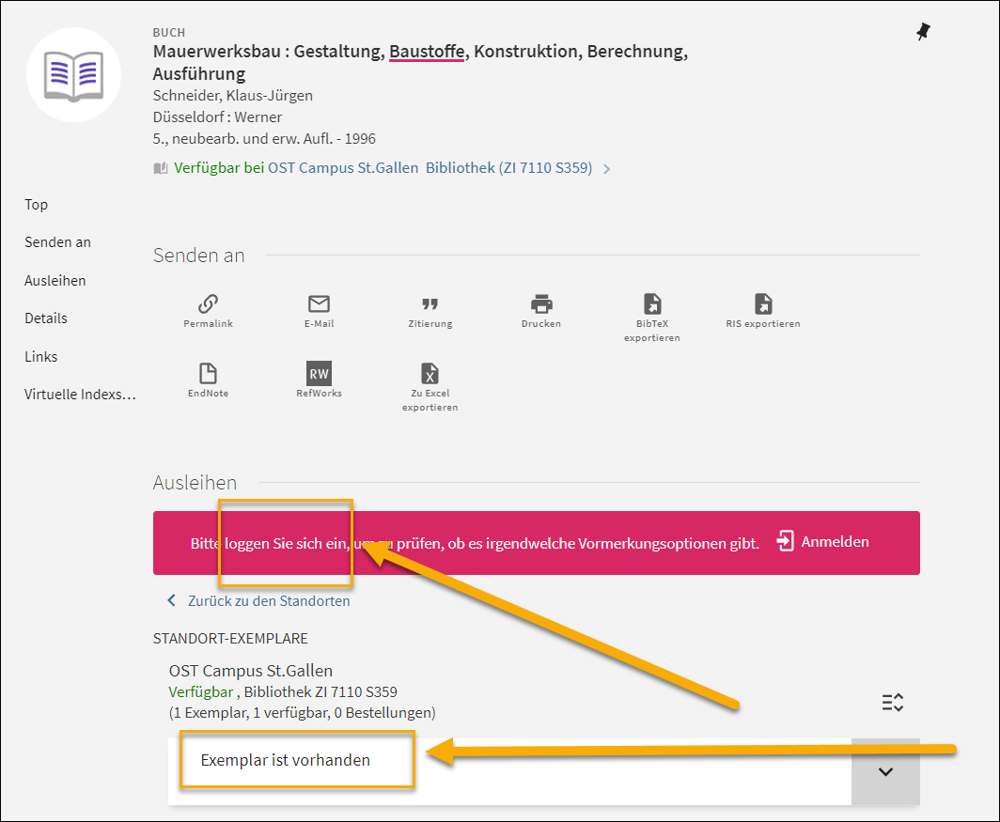 BUCH
Mauerwerksbau : Gestaltung, Baustoffe, Konstruktion, Berechnung,
Ausführung
Schneider, Klaus-Jürgen
Düsseldorf : Werner
5., neubearb. und erw. Aufl. - 1996
Verfügbar bei OST Campus St.Gallen Bibliothek (ZI 7110 S359)
Top
Senden an
Ausleihen
Details
Links
Virtuelle Indexs...
Senden an
Permalink
E-Mail
Zitierung
Drucken
BibTeX
exportieren
RIS exportieren
EndNote
RW
RefWorks
X
Zu Excel
exportieren
Ausleihen
Bitte loggen Sie sich ein, um zu prüfen, ob es irgendwelche Vormerkungsoptionen gibt. Anmelden
Zurück zu den Standorten
STANDORT-EXEMPLARE
OST Campus St.Gallen
Verfügbar , Bibliothek ZI 7110 S359
(1 Exemplar, 1 verfügbar, 0 Bestellungen)
Exemplar ist vorhanden